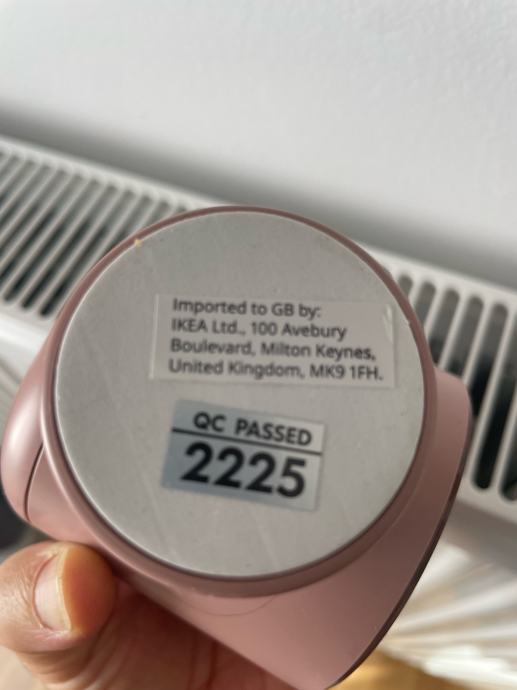 Imported to GB by:
IKEA Ltd., 100 Avebury
Boulevard, Milton Keynes,
United Kingdom, MK9 1FH.
QC PASSED
2225